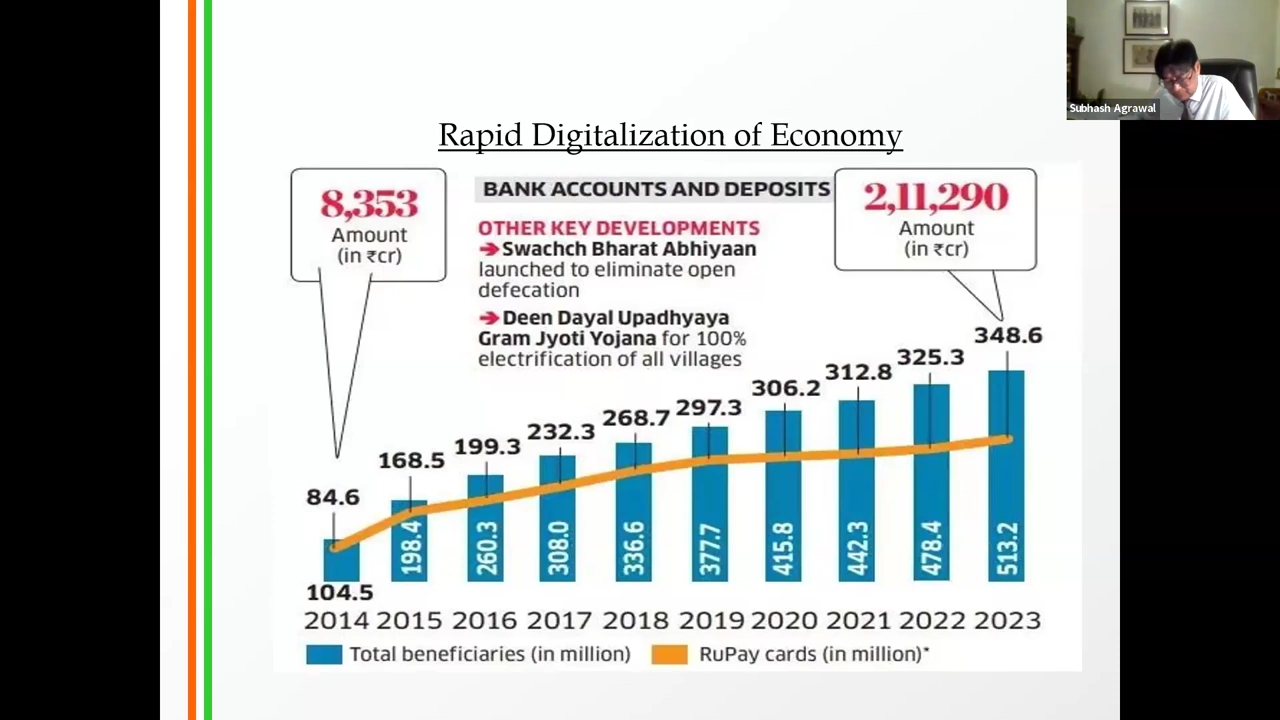 Subhash Agrawal
Rapid Digitalization of Economy
8,353
Amount
(in ₹cr)
BANK ACCOUNTS AND DEPOSITS
2,11,290
Amount
(in ₹cr)
OTHER KEY DEVELOPMENTS
➔ Swachch Bharat Abhiyaan
launched to eliminate open
defecation
➔ Deen Dayal Upadhyaya
Gram Jyoti Yojana for 100%
electrification of all villages
84.6
168.5
199.3
232.3
268.7
297.3
306.2
312.8
325.3
348.6
104.5
198.4
260.3
308.0
336.6
377.7
415.8
442.3
478.4
513.2
2014 2015 2016 2017 2018 2019 2020 2021 2022 2023
Total beneficiaries (in million) RuPay cards (in million)*